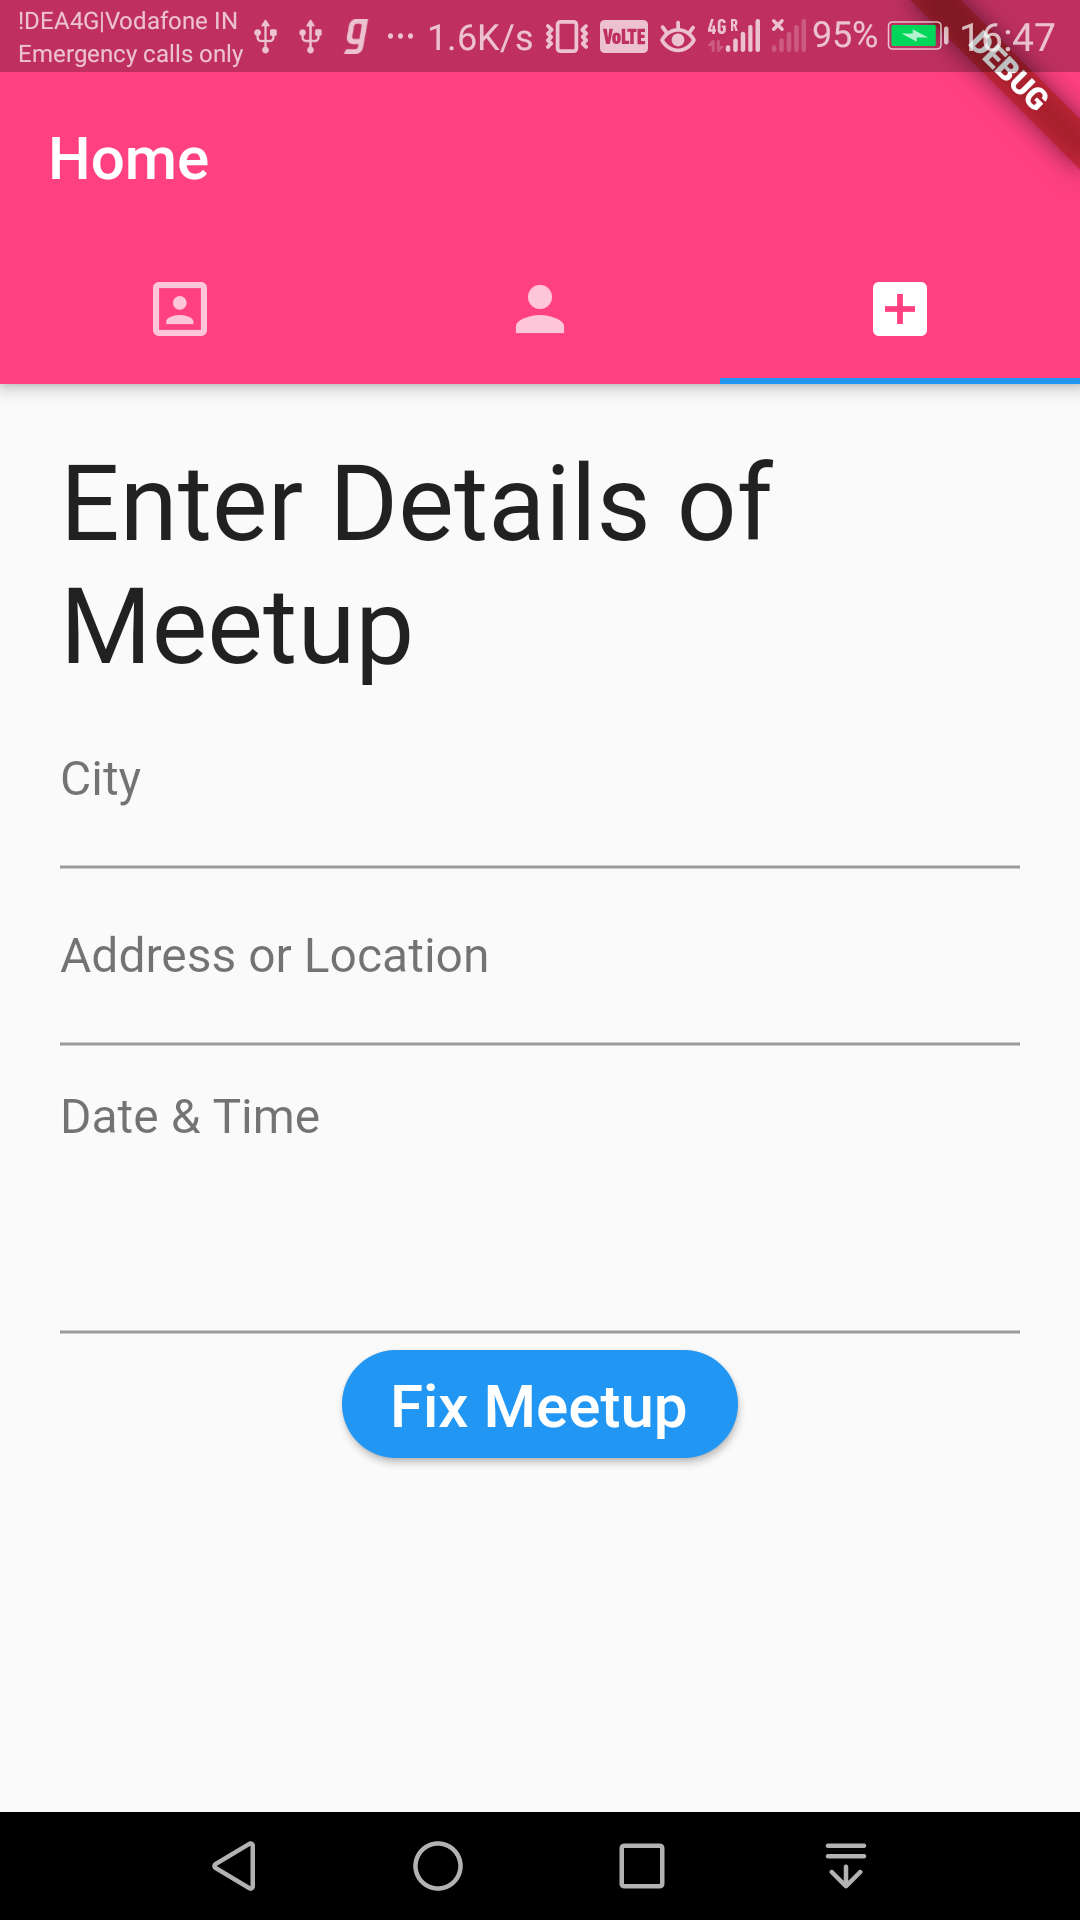 !DEA4G|Vodafone IN
Emergency calls only
g ... 1.6K/s VoLTE 4G R 95% 16:47
DEBUG
Home
Enter Details of
Meetup
City
Address or Location
Date & Time
Fix Meetup